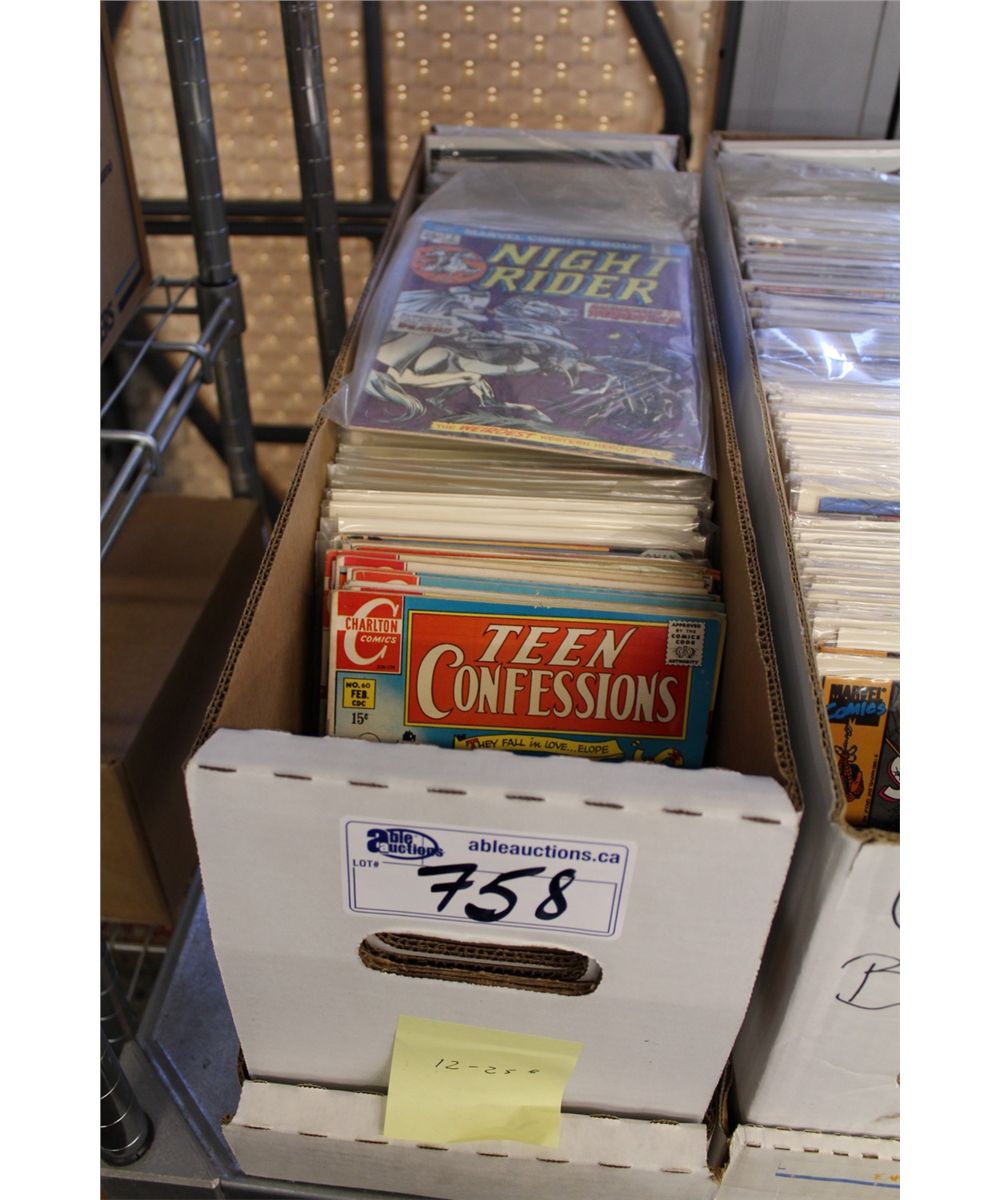 MARVEL COMICS GROUP
NIGHT
RIDER
THE WEIRDEST WESTERN HERO OF ALL!
CHARLTON
COMICS
TEEN
CONFESSIONS
APPROVED
BY THE
COMICS
CODE
AUTHORITY
NO. 60
FEB.
CDC
15¢
THEY FALL in LOVE...ELOPE
MARVEL
COMICS
able
auctions
ableauctions.ca
LOT#
758
12-25¢
B